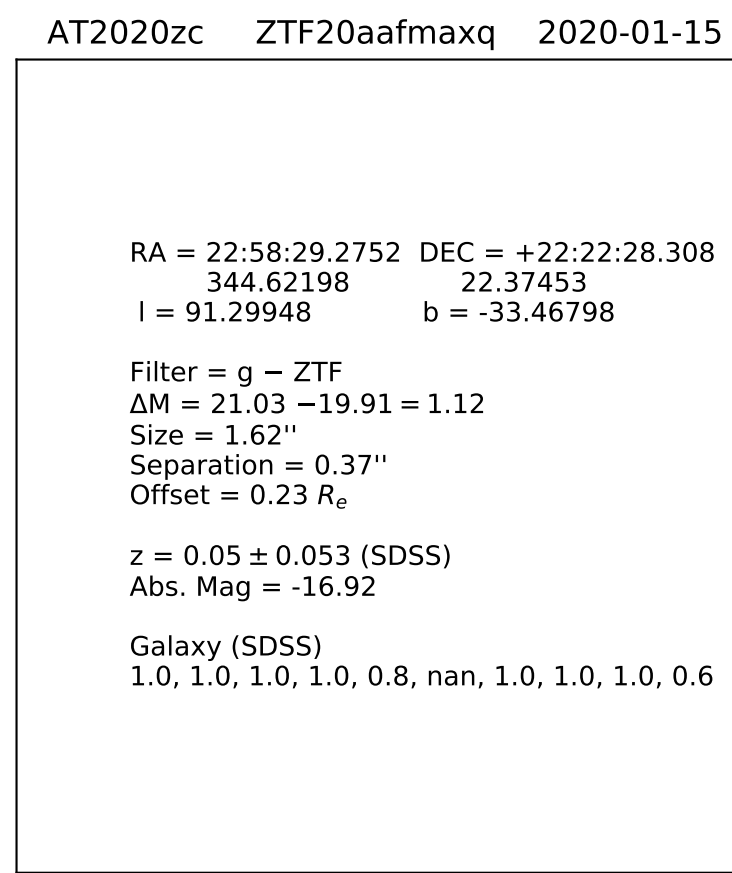 AT2020zc ZTF20aafmaxq 2020-01-15
RA = 22:58:29.2752 DEC = +22:22:28.308
344.62198 22.37453
l = 91.29948 b = -33.46798
Filter = g − ZTF
ΔM = 21.03 −19.91 = 1.12
Size = 1.62''
Separation = 0.37''
Offset = 0.23 Re
z = 0.05 ± 0.053 (SDSS)
Abs. Mag = -16.92
Galaxy (SDSS)
1.0, 1.0, 1.0, 1.0, 0.8, nan, 1.0, 1.0, 1.0, 0.6